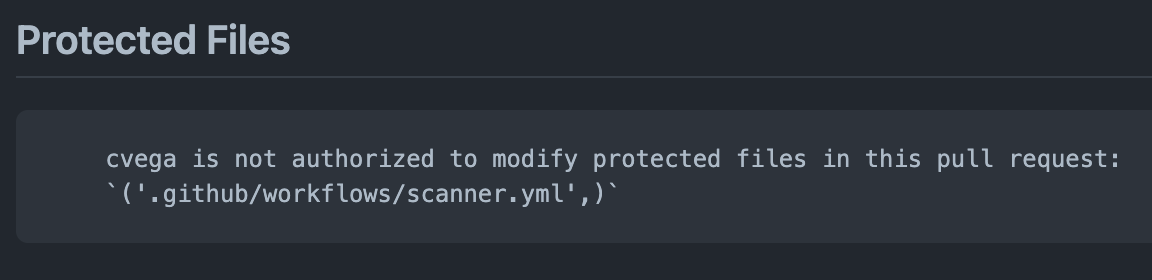 Protected Files
cvega is not authorized to modify protected files in this pull request:
`('.github/workflows/scanner.yml',)`